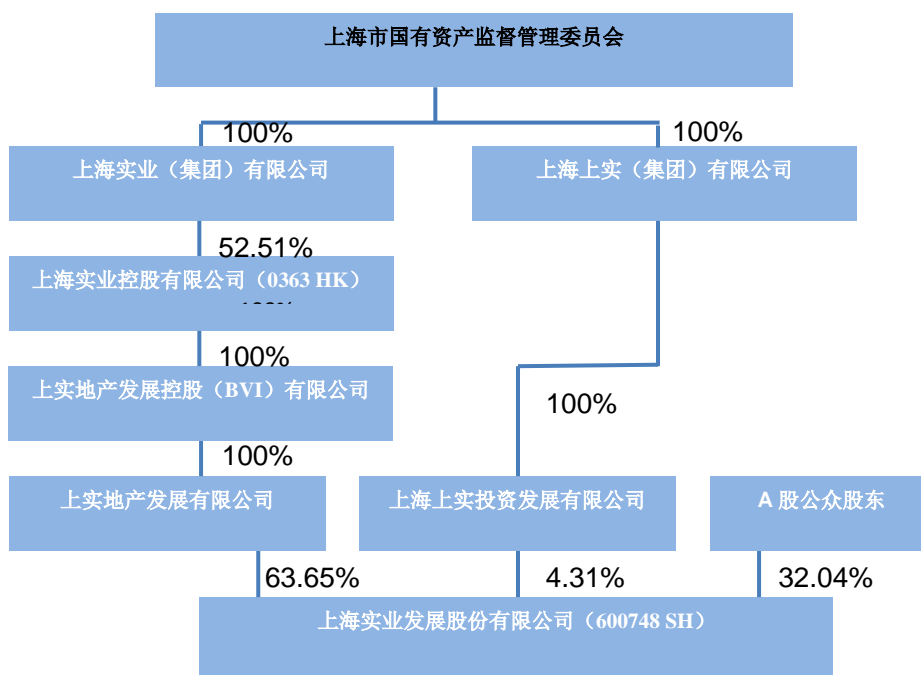 上海市国有资产监督管理委员会
100%
100%
上海实业（集团）有限公司
上海上实（集团）有限公司
52.51%
上海实业控股有限公司（0363 HK）
100%
上实地产发展控股（BVI）有限公司
100%
100%
上实地产发展有限公司
上海上实投资发展有限公司
A 股公众股东
63.65%
4.31%
32.04%
上海实业发展股份有限公司（600748 SH）